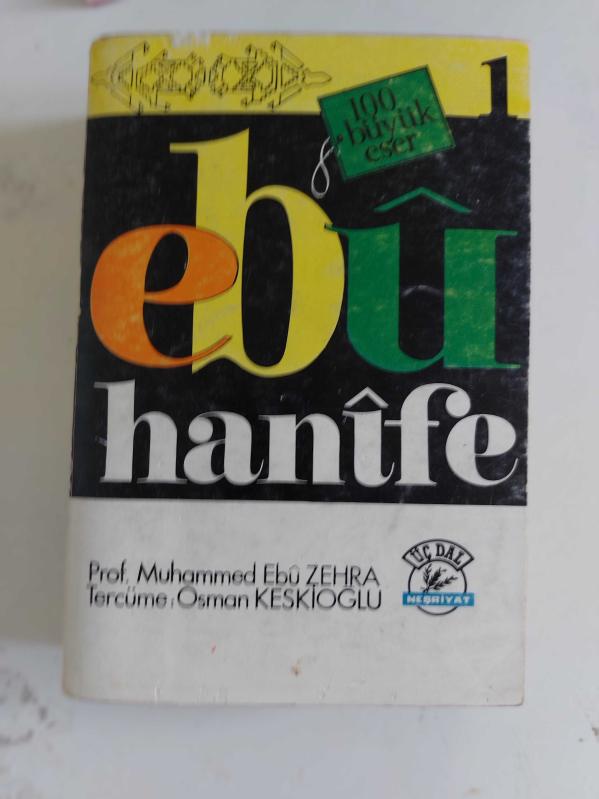 1
100
büyük
eser
ebû
hanîfe
Prof. Muhammed Ebû ZEHRA
Tercüme: Osman KESKİOĞLU
ÜÇ DAL
NEŞRİYAT